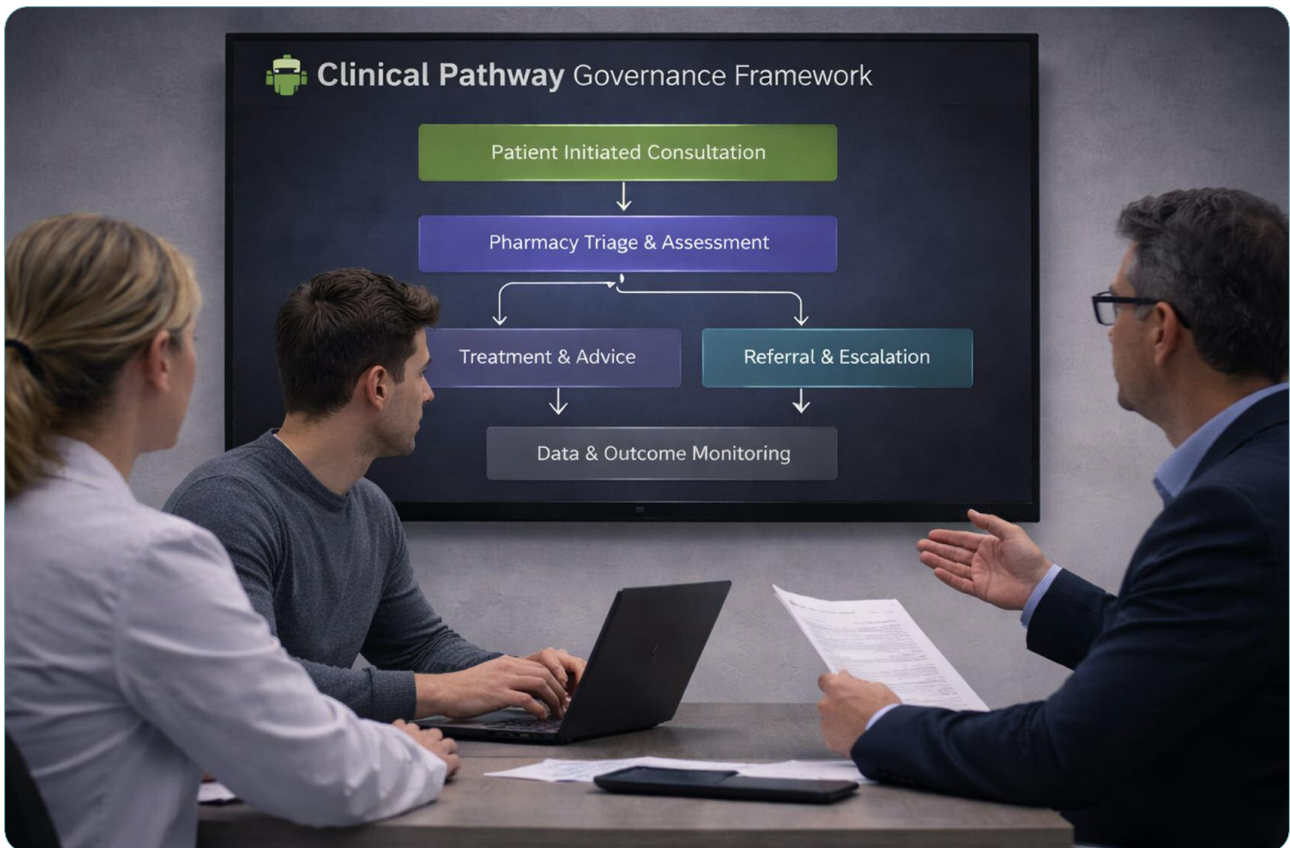 Clinical Pathway Governance Framework
Patient Initiated Consultation
Pharmacy Triage & Assessment
Treatment & Advice
Referral & Escalation
Data & Outcome Monitoring